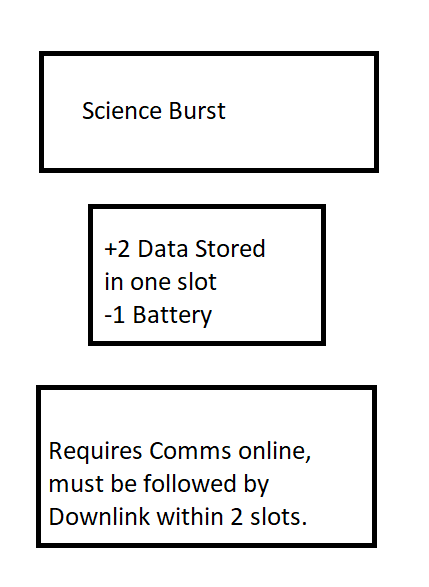 Science Burst
+2 Data Stored
in one slot
-1 Battery
Requires Comms online,
must be followed by
Downlink within 2 slots.